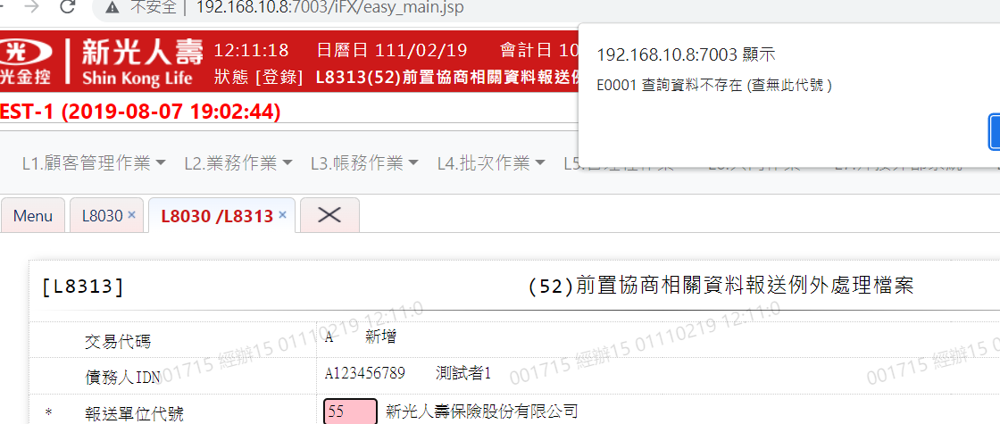 不安全 | 192.168.10.8:7003/iFX/easy_main.jsp
192.168.10.8:7003 顯示
E0001 查詢資料不存在 (查無此代號 )
光 新光人壽 12:11:18 日曆日 111/02/19 會計日 10
光金控 Shin Kong Life 狀態 [登錄] L8313(52)前置協商相關資料報送例
EST-1 (2019-08-07 19:02:44)
L1.顧客管理作業 L2.業務作業 L3.帳務作業 L4.批次作業
Menu L8030 × L8030 /L8313 ×
[L8313] (52)前置協商相關資料報送例外處理檔案
交易代碼 A 新增
債務人IDN A123456789 測試者1
* 報送單位代號 55 新光人壽保險股份有限公司
001715 經辦15 01110219 12:11:0
001715 經辦15 01110219 12:11:0
001715 經辦15